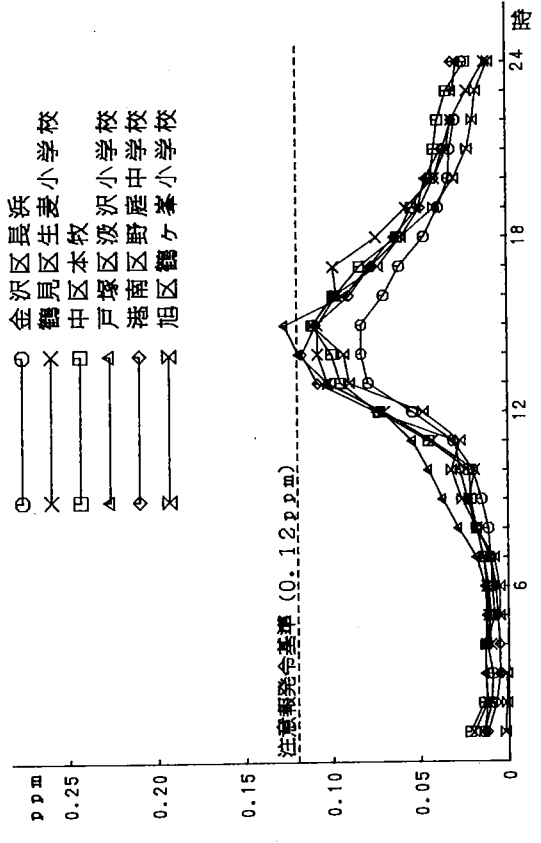 ppm
0.25
0.20
0.15
0.10
0.05
0
6
12
18
24
時
注意報発令基準 (0.12ppm)
金沢区長浜
鶴見区生麦小学校
中区本牧
戸塚区汲沢小学校
港南区野庭中学校
旭区鶴ヶ峯小学校